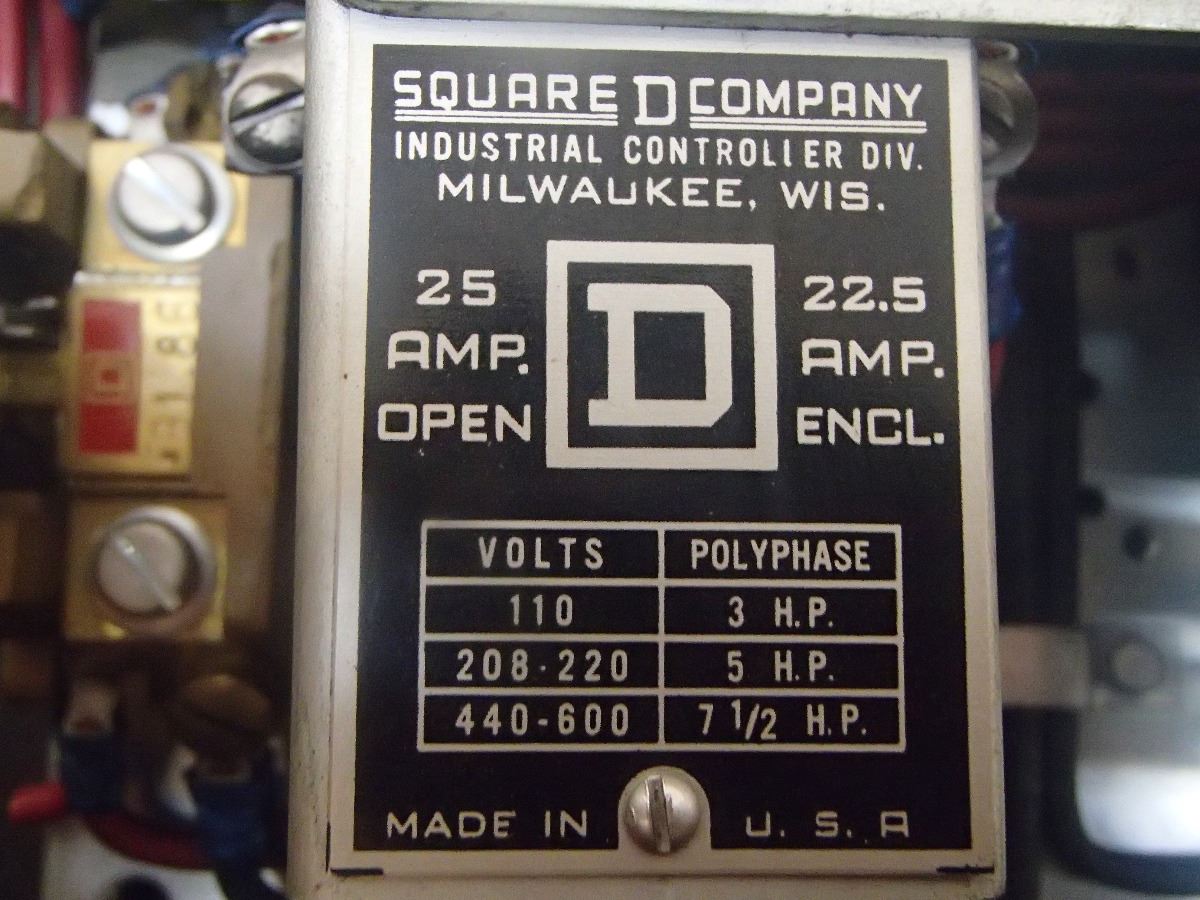 SQUARE D COMPANY
INDUSTRIAL CONTROLLER DIV.
MILWAUKEE, WIS.
25
AMP.
OPEN
D
22.5
AMP.
ENCL.
VOLTS POLYPHASE
110 3 H.P.
208-220 5 H.P.
440-600 7 1/2 H.P.
MADE IN U. S. A